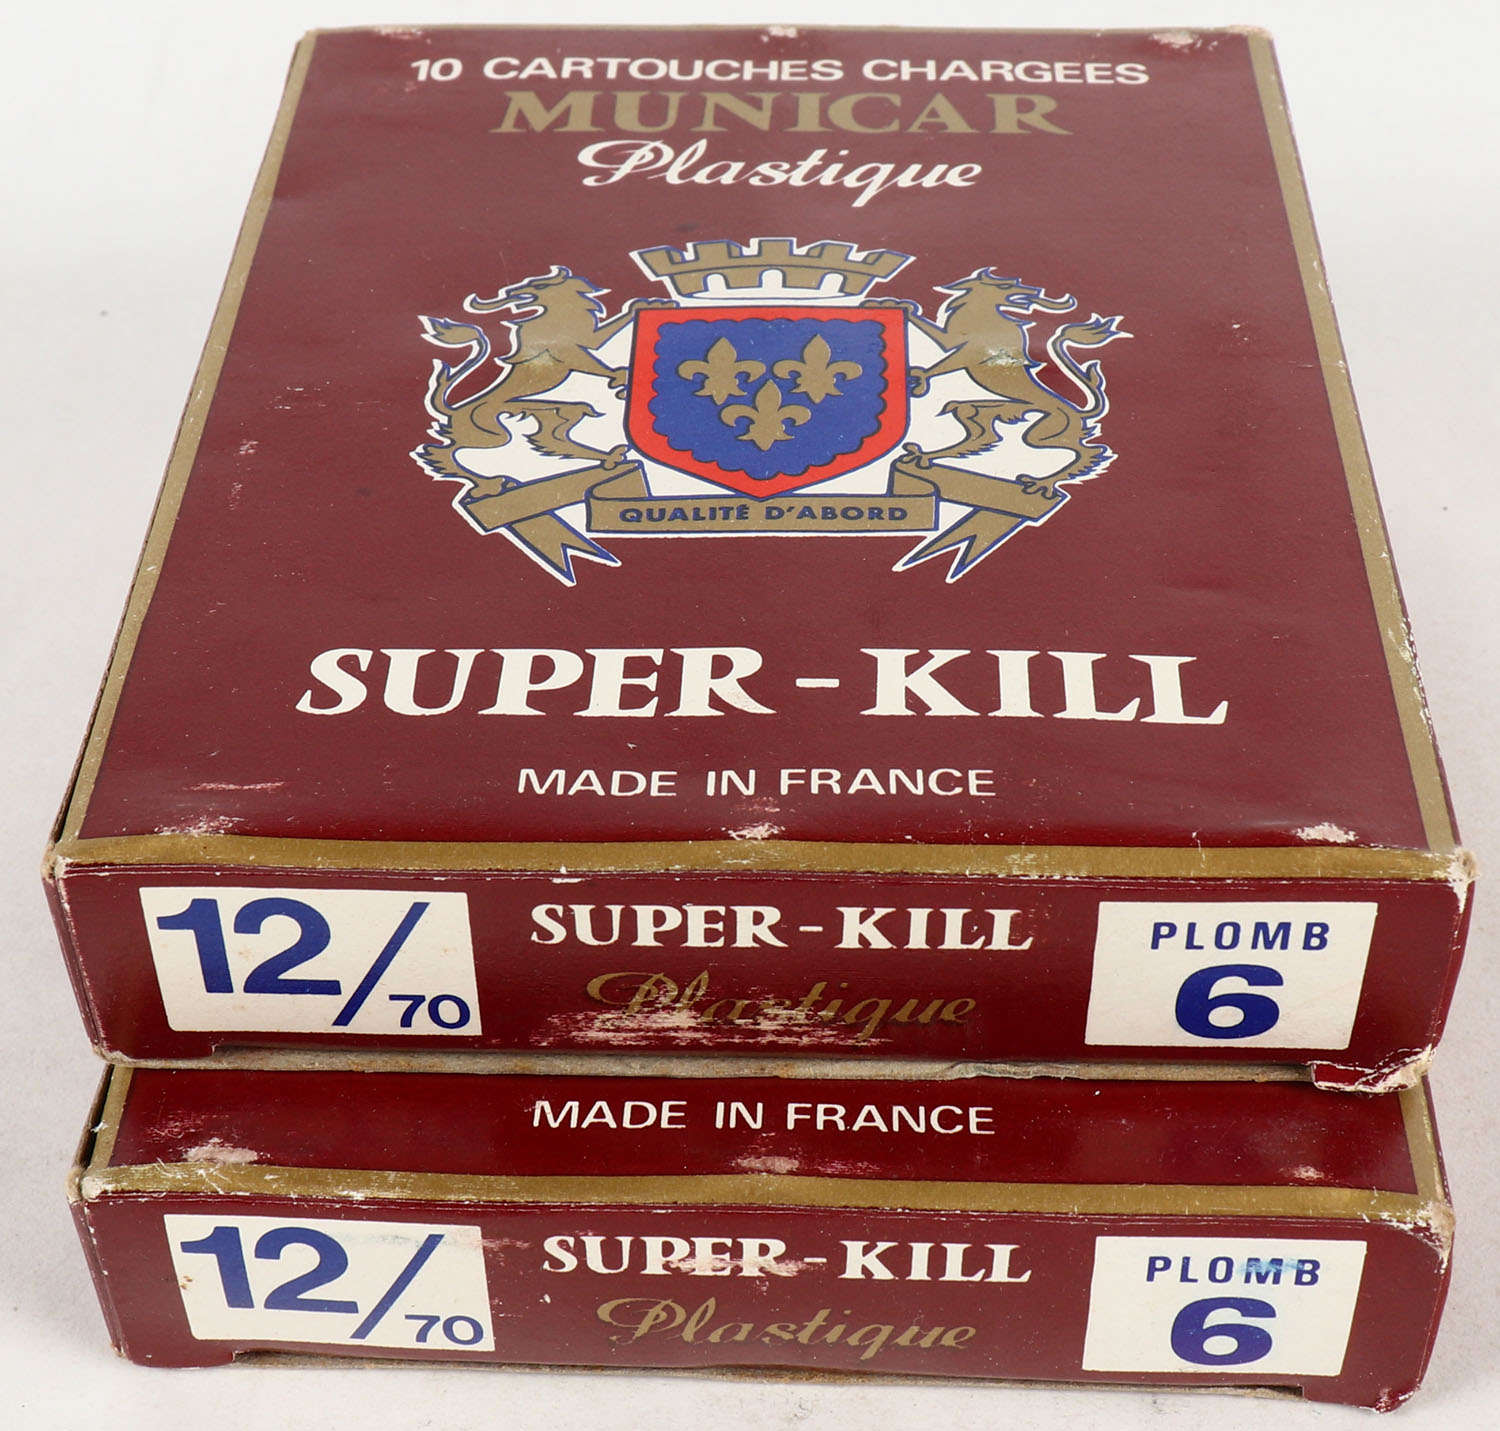 10 CARTOUCHES CHARGEES
MUNICAR
Plastique
QUALITÉ D'ABORD
SUPER-KILL
MADE IN FRANCE
12/70
SUPER-KILL
Plastique
PLOMB
6
MADE IN FRANCE
12/70
SUPER-KILL
Plastique
PLOMB
6